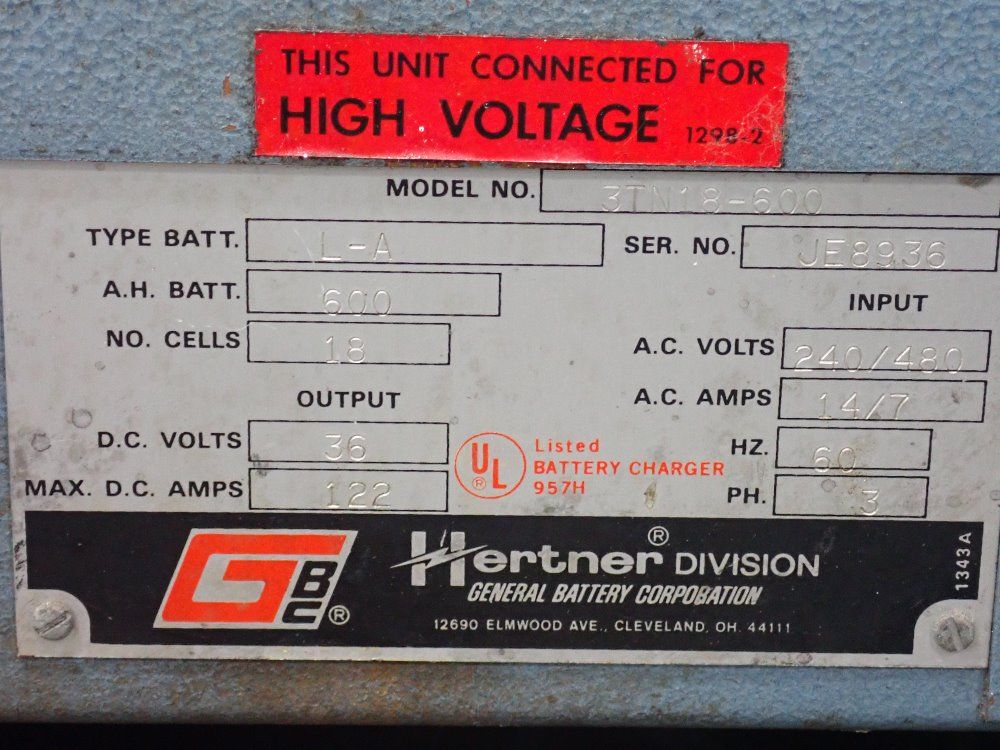 THIS UNIT CONNECTED FOR
HIGH VOLTAGE 1298-2
MODEL NO. 3TN18-600
TYPE BATT. L-A
SER. NO. JE8936
A.H. BATT. 600
NO. CELLS 18
INPUT
A.C. VOLTS 240/480
A.C. AMPS 14/7
HZ. 60
PH. 3
OUTPUT
D.C. VOLTS 36
MAX. D.C. AMPS 122
UL ® Listed
BATTERY CHARGER
957H
GBC ®
Hertner ® DIVISION
GENERAL BATTERY CORPORATION
12690 ELMWOOD AVE., CLEVELAND, OH. 44111
1343A